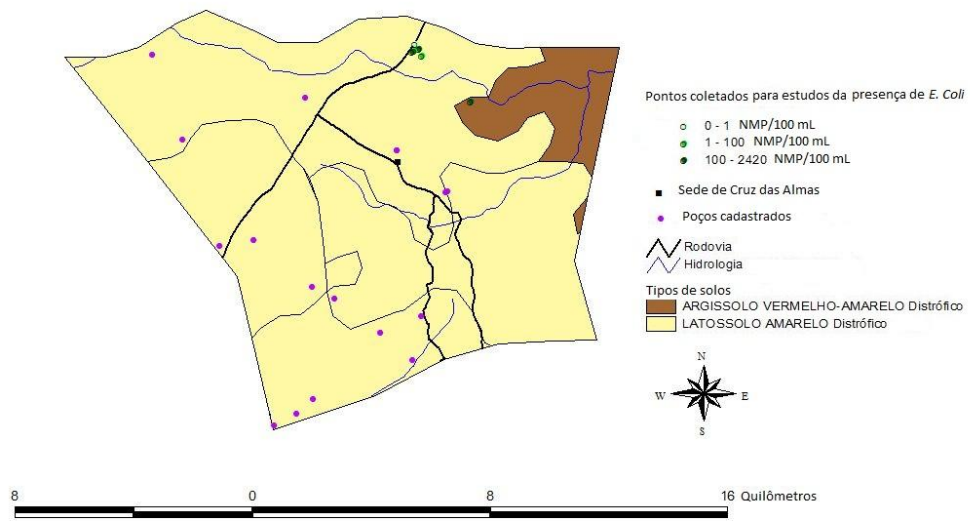 Pontos coletados para estudos da presença de E. Coli
0 - 1 NMP/100 mL
1 - 100 NMP/100 mL
100 - 2420 NMP/100 mL
Sede de Cruz das Almas
Poços cadastrados
Rodovia
Hidrologia
Tipos de solos
ARGISSOLO VERMELHO-AMARELO Distrófico
LATOSSOLO AMARELO Distrófico
N
W E
S
8 0 8 16 Quilômetros